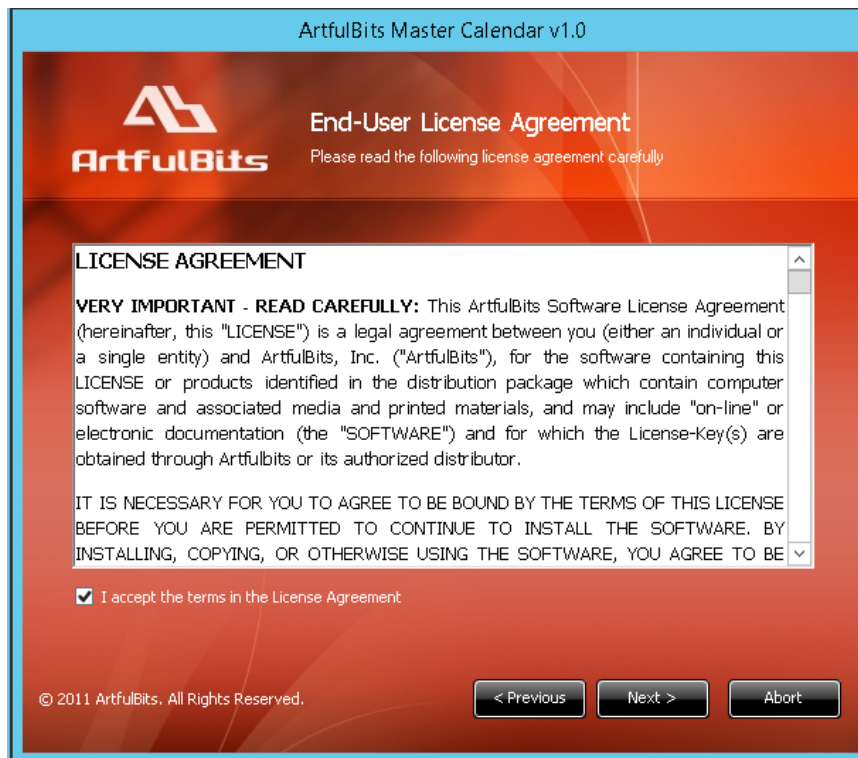 ArtfulBits Master Calendar v1.0
ArtfulBits
End-User License Agreement
Please read the following license agreement carefully
LICENSE AGREEMENT
VERY IMPORTANT - READ CAREFULLY: This ArtfulBits Software License Agreement
(hereinafter, this "LICENSE") is a legal agreement between you (either an individual or
a single entity) and ArtfulBits, Inc. ("ArtfulBits"), for the software containing this
LICENSE or products identified in the distribution package which contain computer
software and associated media and printed materials, and may include "on-line" or
electronic documentation (the "SOFTWARE") and for which the License-Key(s) are
obtained through Artfulbits or its authorized distributor.
IT IS NECESSARY FOR YOU TO AGREE TO BE BOUND BY THE TERMS OF THIS LICENSE
BEFORE YOU ARE PERMITTED TO CONTINUE TO INSTALL THE SOFTWARE. BY
INSTALLING, COPYING, OR OTHERWISE USING THE SOFTWARE, YOU AGREE TO BE
I accept the terms in the License Agreement
© 2011 ArtfulBits. All Rights Reserved.
< Previous
Next >
Abort